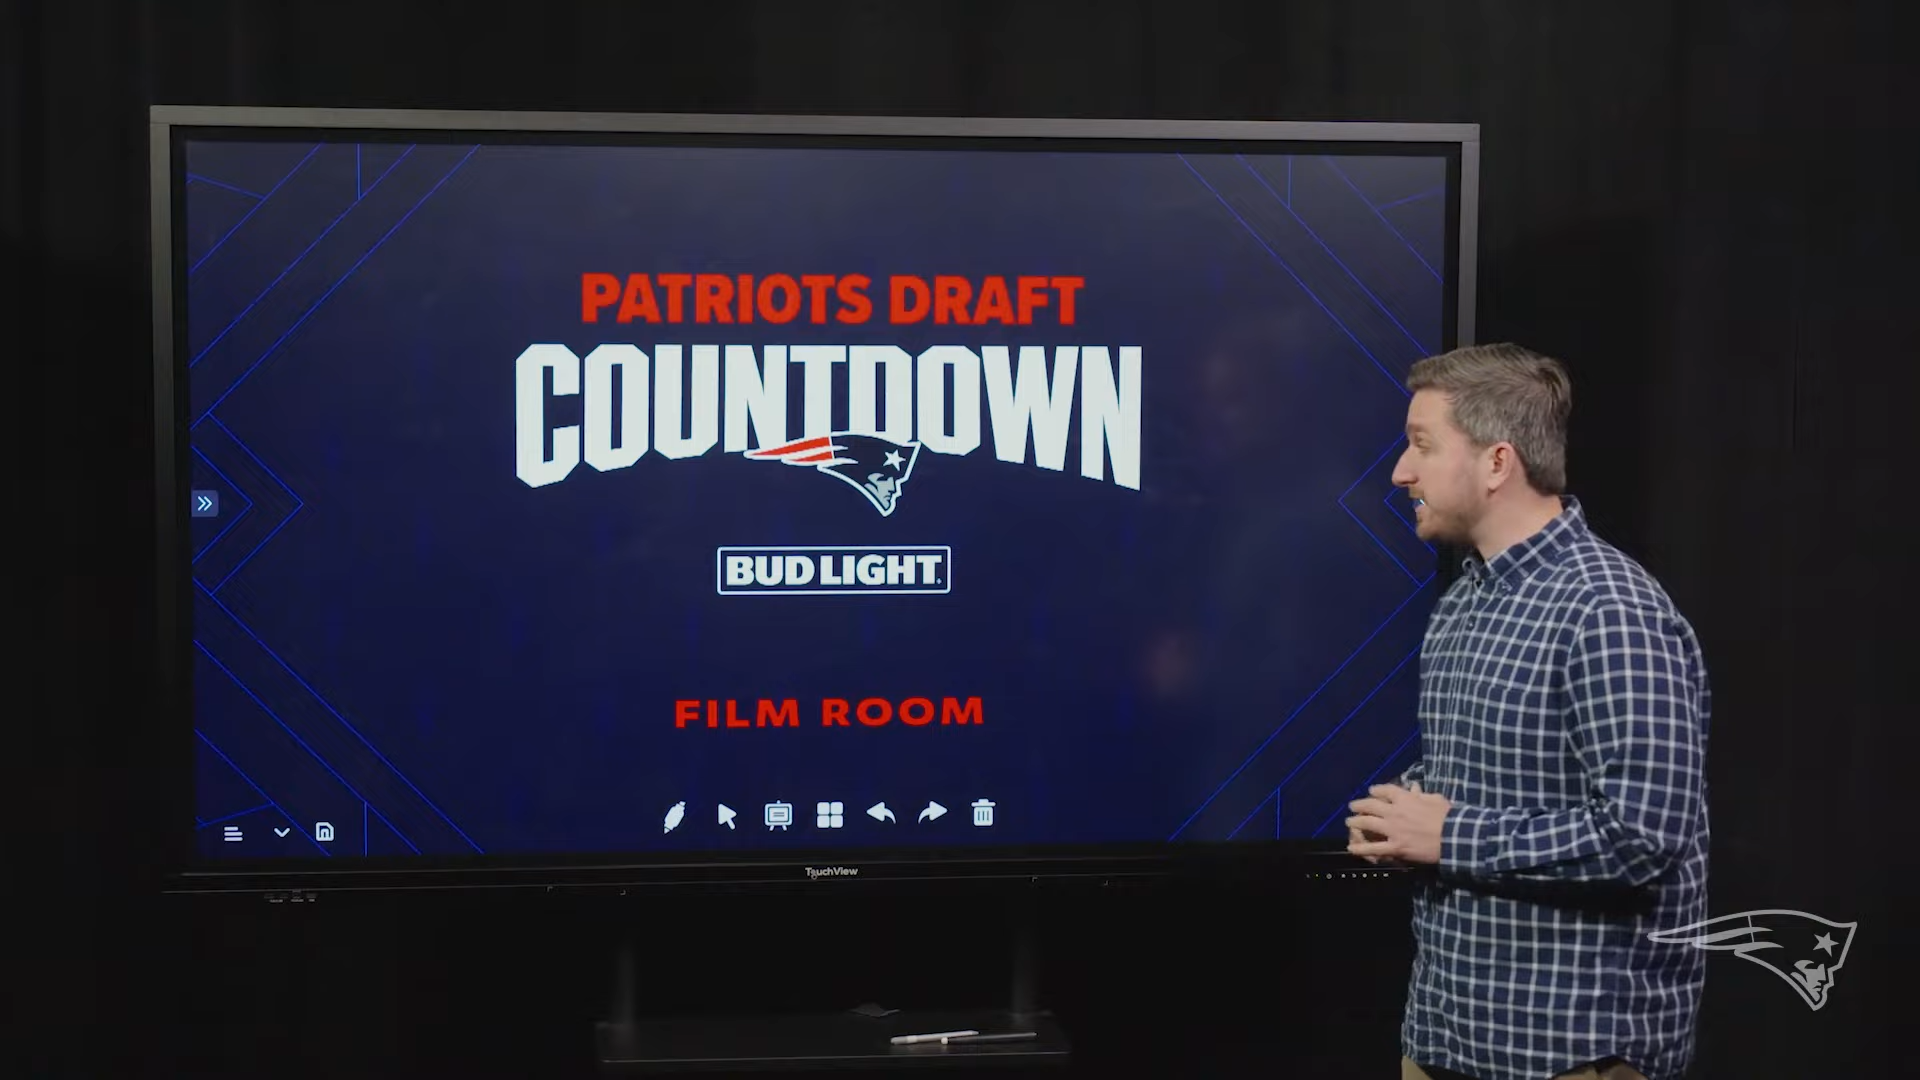 PATRIOTS DRAFT
COUNTDOWN
BUD LIGHT
FILM ROOM
TouchView